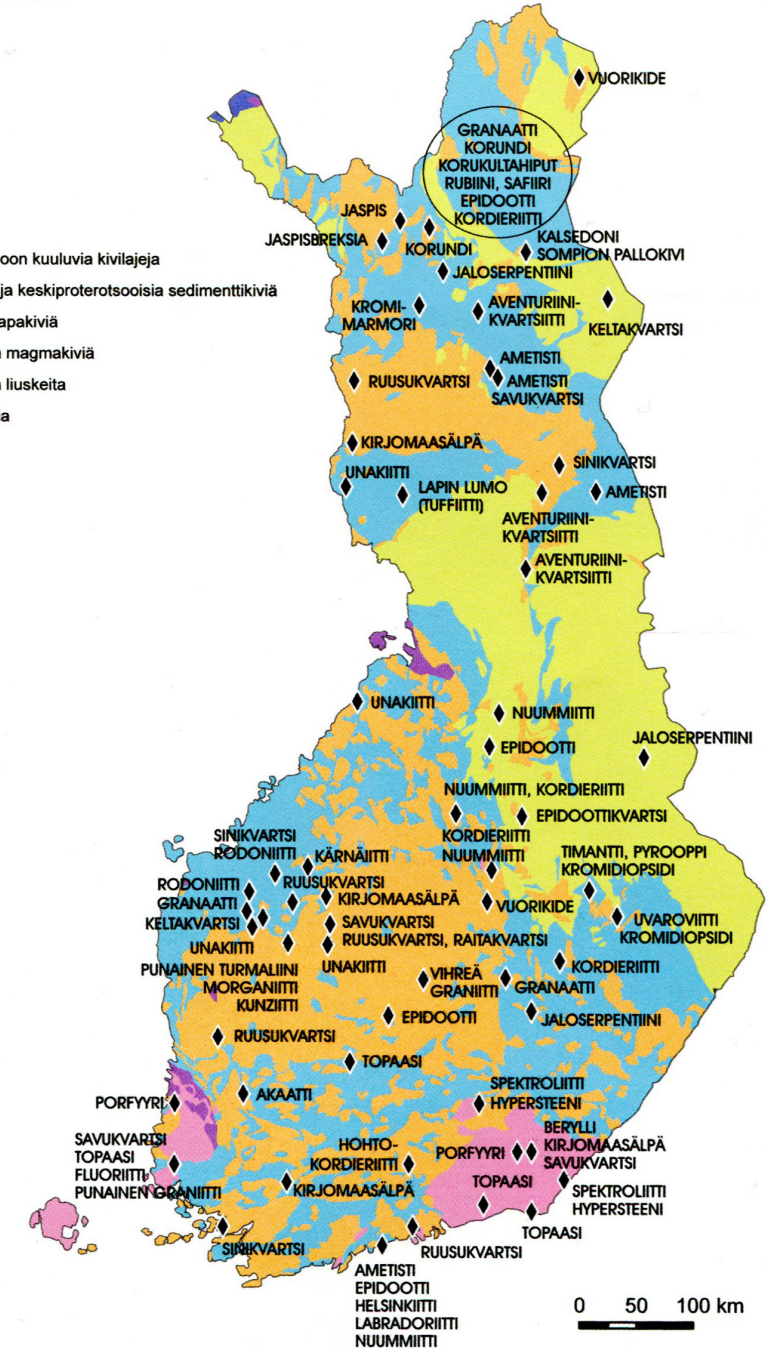 VUORIKIDE
GRANAATTI
KORUNDI
KORUKULTAHIPUT
RUBIINI, SAFIIRI
EPIDOOTTI
KORDIERIITTI
JASPIS
JASPISBREKSIA
KORUNDI
KALSEDONI
SOMPION PALLOKIVI
JALOSERPENTIINI
oon kuuluvia kivilajeja
ja keskiproterotsooisia sedimenttikiviä
apakiviä
magmakiviä
liuskeita
ia
KROMI-
MARMORI
AVENTURIINI-
KVARTSIITTI
KELTAKVARTSI
AMETISTI
AMETISTI
SAVUKVARTSI
RUUSUKVARTSI
KIRJOMAASÄLPÄ
SINIKVARTSI
UNAKIITTI
LAPIN LUMO
(TUFFIITTI)
AMETISTI
AVENTURIINI-
KVARTSIITTI
AVENTURIINI-
KVARTSIITTI
UNAKIITTI
NUUMMIITTI
EPIDOOTTI
JALOSERPENTIINI
NUUMMIITTI, KORDIERIITTI
EPIDOOTTIKVARTSI
KORDIERIITTI
NUUMMIITTI
SINIKVARTSI
RODONIITTI
KÄRNÄIITTI
TIMANTTI, PYROOPPI
KROMIDIOPSIDI
RODONIITTI
GRANAATTI
KELTAKVARTSI
RUUSUKVARTSI
KIRJOMAASÄLPÄ
VUORIKIDE
UVAROVIITTI
KROMIDIOPSIDI
SAVUKVARTSI
RUUSUKVARTSI, RAITAKVARTSI
UNAKIITTI
UNAKIITTI
PUNAINEN TURMALIINI
MORGANIITTI
KUNZIITTI
VIHREÄ
GRANIITTI
KORDIERIITTI
GRANAATTI
EPIDOOTTI
JALOSERPENTIINI
RUUSUKVARTSI
TOPAASI
AKAATTI
PORFYYRI
SPEKTROLIITTI
HYPERSTEENI
SAVUKVARTSI
TOPAASI
FLUORIITTI
PUNAINEN GRANIITTI
HOHTO-
KORDIERIITTI
PORFYYRI
BERYLLI
KIRJOMAASÄLPÄ
SAVUKVARTSI
KIRJOMAASÄLPÄ
TOPAASI
SPEKTROLIITTI
HYPERSTEENI
TOPAASI
SINIKVARTSI
RUUSUKVARTSI
AMETISTI
EPIDOOTTI
HELSINKIITTI
LABRADORIITTI
NUUMMIITTI
0 50 100 km